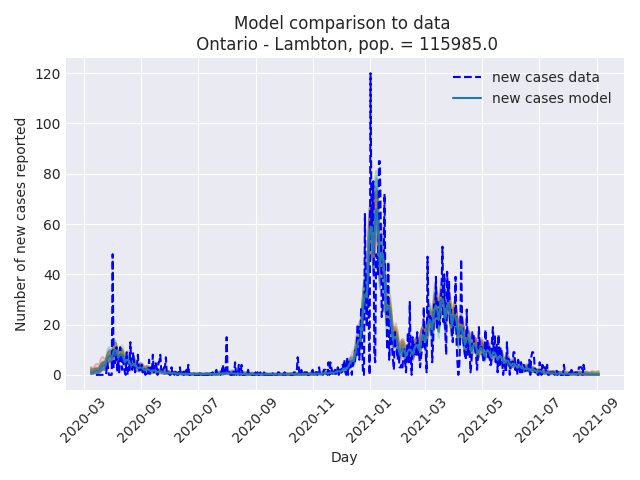 Model comparison to data
Ontario - Lambton, pop. = 115985.0
new cases data
new cases model
Number of new cases reported
120
100
80
60
40
20
0
2020-03
2020-05
2020-07
2020-09
2020-11
2021-01
2021-03
2021-05
2021-07
2021-09
Day